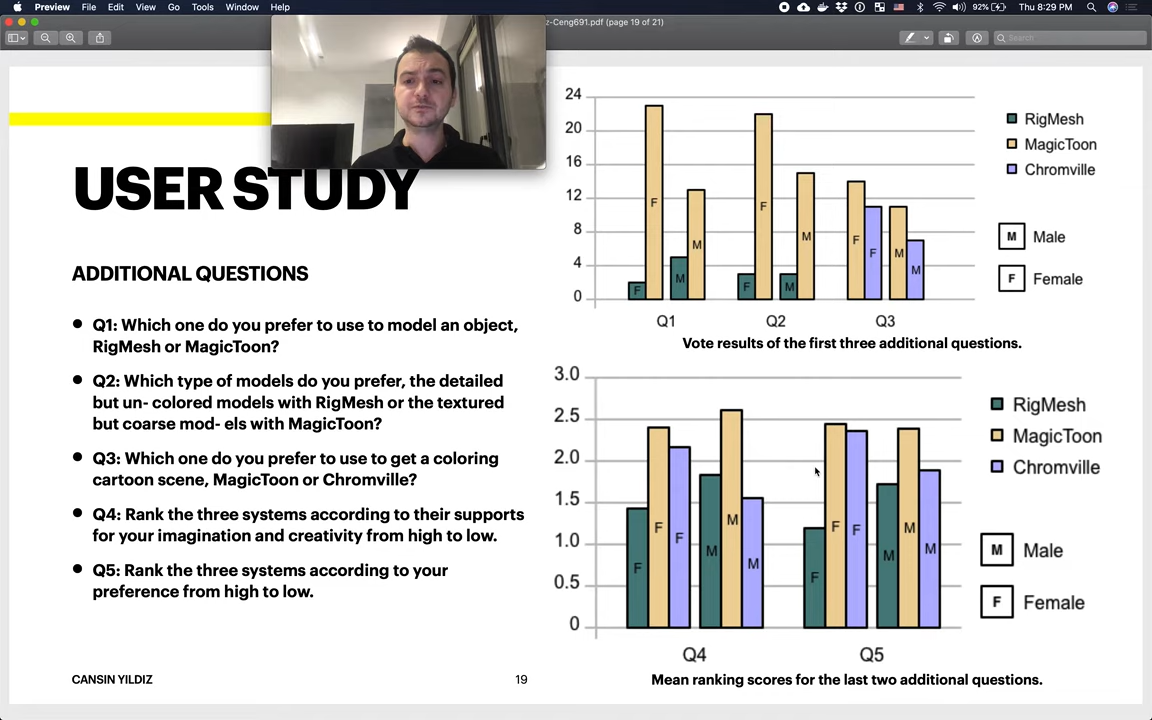 Preview File Edit View Go Tools Window Help
92% Thu 8:29 PM
z-Ceng691.pdf (page 19 of 21)
Search
USER STUDY
ADDITIONAL QUESTIONS
Q1: Which one do you prefer to use to model an object,
RigMesh or MagicToon?
Q2: Which type of models do you prefer, the detailed
but un- colored models with RigMesh or the textured
but coarse mod- els with MagicToon?
Q3: Which one do you prefer to use to get a coloring
cartoon scene, MagicToon or Chromville?
Q4: Rank the three systems according to their supports
for your imagination and creativity from high to low.
Q5: Rank the three systems according to your
preference from high to low.
CANSIN YILDIZ
19
24
20
16
12
8
4
0
F F M M
F F M M
F F M M
Q1 Q2 Q3
RigMesh
MagicToon
Chromville
M Male
F Female
Vote results of the first three additional questions.
3.0
2.5
2.0
1.5
1.0
0.5
0
F F F M M M
F F F M M M
Q4 Q5
RigMesh
MagicToon
Chromville
M Male
F Female
Mean ranking scores for the last two additional questions.